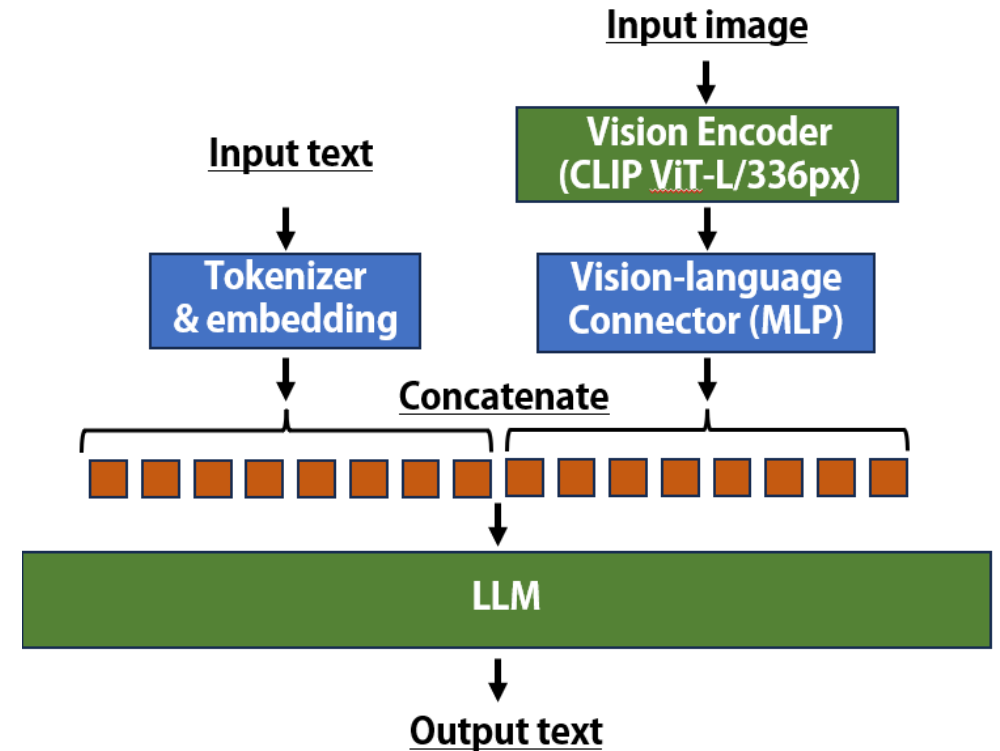 Input image
Vision Encoder
(CLIP ViT-L/336px)
Input text
Tokenizer
& embedding
Vision-language
Connector (MLP)
Concatenate
LLM
Output text